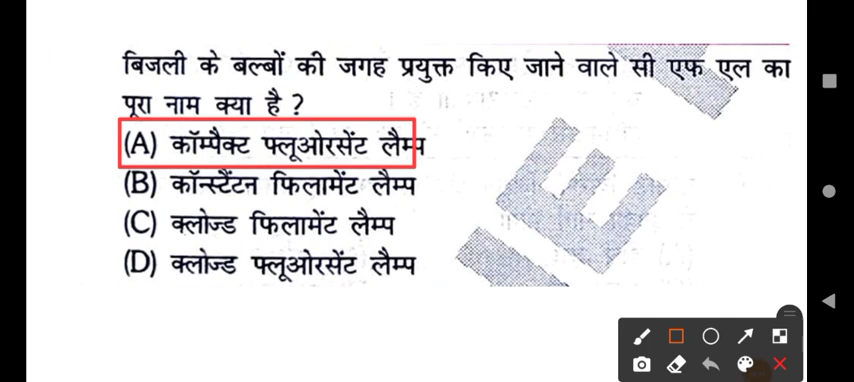 बिजली के बल्बों की जगह प्रयुक्त किए जाने वाले सी एफ एल का
पूरा नाम क्या है ?
(A) कॉम्पैक्ट फ्लूओरसेंट लैम्प
(B) कॉन्स्टैंटन फिलामेंट लैम्प
(C) क्लोज्ड फिलामेंट लैम्प
(D) क्लोज्ड फ्लूओरसेंट लैम्प